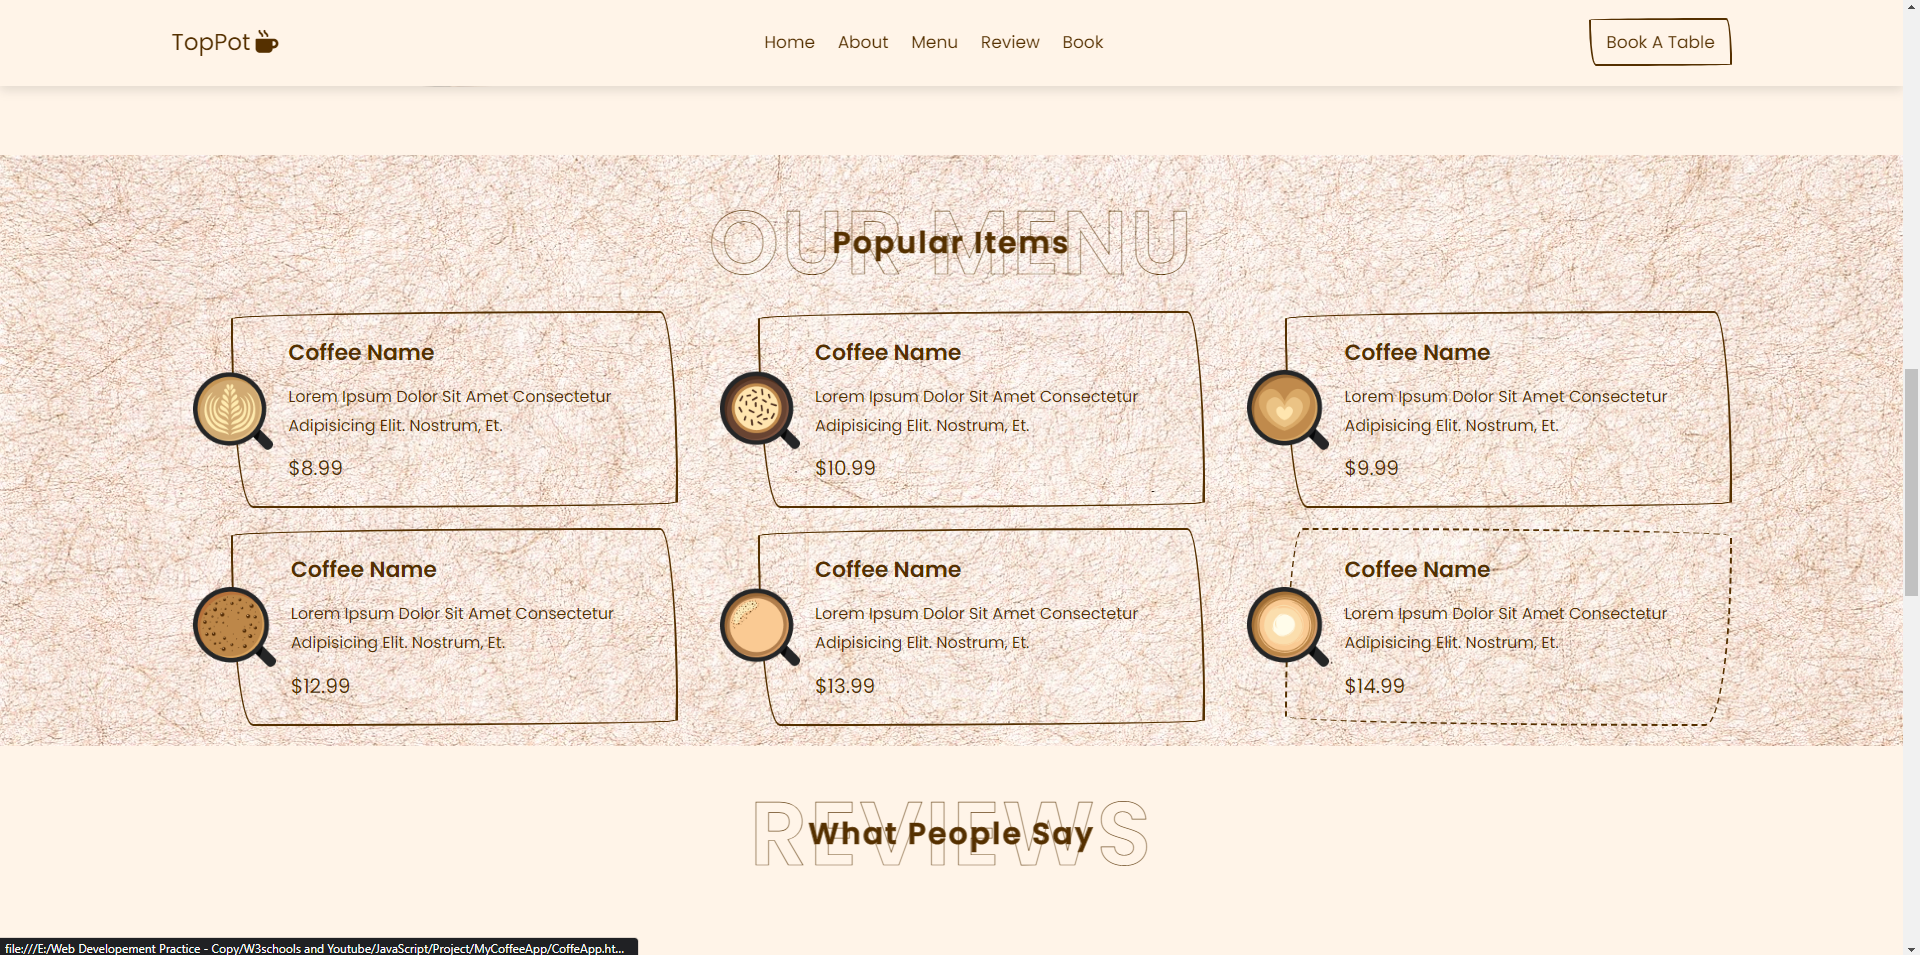 TopPot
Home About Menu Review Book
Book A Table
OUR MENU
Popular Items
Coffee Name
Lorem Ipsum Dolor Sit Amet Consectetur
Adipisicing Elit. Nostrum, Et.
$8.99
Coffee Name
Lorem Ipsum Dolor Sit Amet Consectetur
Adipisicing Elit. Nostrum, Et.
$10.99
Coffee Name
Lorem Ipsum Dolor Sit Amet Consectetur
Adipisicing Elit. Nostrum, Et.
$9.99
Coffee Name
Lorem Ipsum Dolor Sit Amet Consectetur
Adipisicing Elit. Nostrum, Et.
$12.99
Coffee Name
Lorem Ipsum Dolor Sit Amet Consectetur
Adipisicing Elit. Nostrum, Et.
$13.99
Coffee Name
Lorem Ipsum Dolor Sit Amet Consectetur
Adipisicing Elit. Nostrum, Et.
$14.99
REVIEWS
What People Say
file:///E:/Web Developement Practice - Copy/W3schools and Youtube/JavaScript/Project/MyCoffeeApp/CoffeApp.ht...